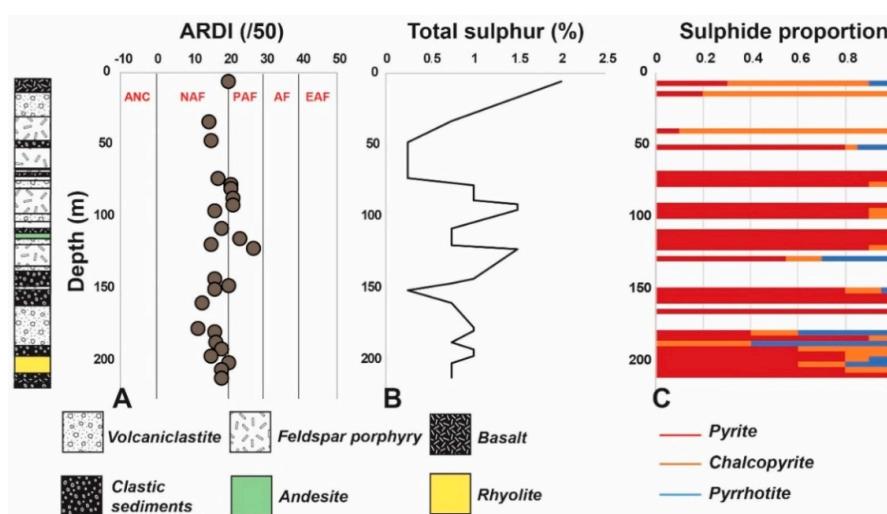 ARDI (/50)
Total sulphur (%)
Sulphide proportion
-10 0 10 20 30 40 50
0.5 1 1.5 2 2.5
0 0.2 0.4 0.6 0.8
0
0
0
ANC NAF PAF AF EAF
50
50
50
100
100
100
Depth (m)
150
150
150
200
200
200
A
B
C
Volcaniclastite
Feldspar porphyry
Basalt
Clastic sediments
Andesite
Rhyolite
Pyrite
Chalcopyrite
Pyrrhotite